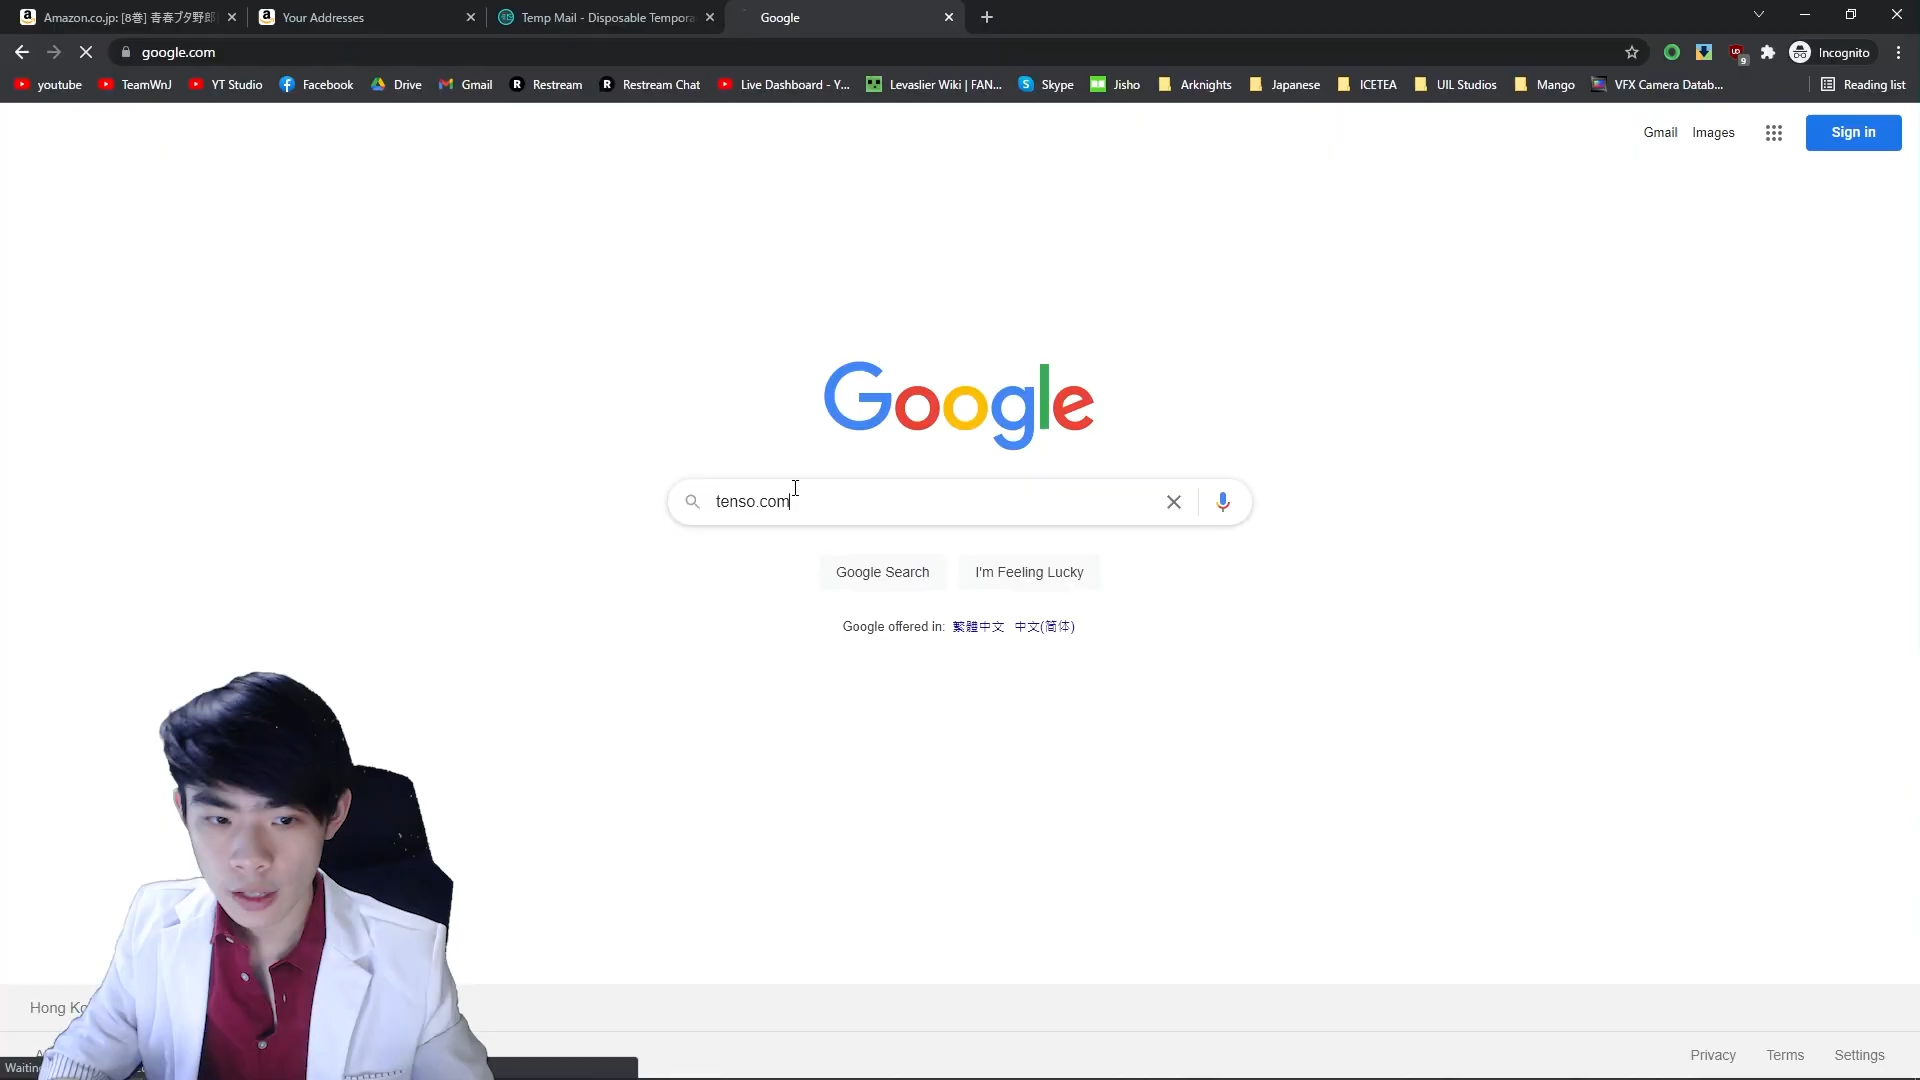 Amazon.co.jp: [8巻] 青春ブタ野郎
Your Addresses
Temp Mail - Disposable Tempora
Google
google.com
9
Incognito
youtube
TeamWnJ
YT Studio
Facebook
Drive
Gmail
Restream
Restream Chat
Live Dashboard - Y...
Levaslier Wiki | FAN...
Skype
Jisho
Arknights
Japanese
ICETEA
UIL Studios
Mango
VFX Camera Datab...
Reading list
Gmail
Images
Sign in
Google
tenso.com
Google Search
I'm Feeling Lucky
Google offered in: 繁體中文 中文(简体)
Hong Ko
Privacy
Terms
Settings
Waitin